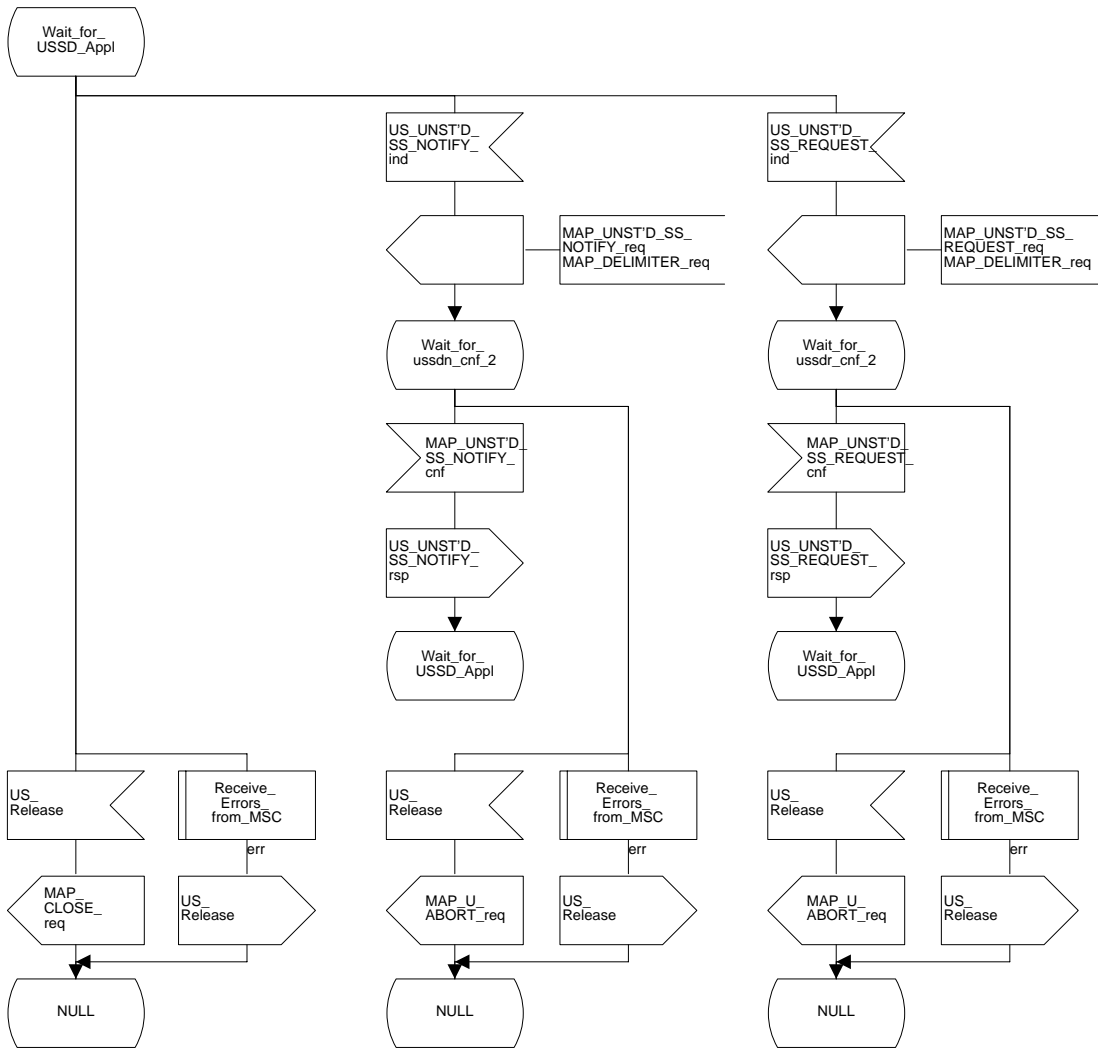 Wait_for_
USSD_Appl
US_UNST'D_
SS_NOTIFY_
ind
US_UNST'D_
SS_REQUEST_
ind
MAP_UNST'D_SS_
NOTIFY_req
MAP_DELIMITER_req
MAP_UNST'D_SS_
REQUEST_req
MAP_DELIMITER_req
Wait_for_
ussdn_cnf_2
Wait_for_
ussdr_cnf_2
MAP_UNST'D_
SS_NOTIFY_
cnf
MAP_UNST'D_
SS_REQUEST_
cnf
US_UNST'D_
SS_NOTIFY_
rsp
US_UNST'D_
SS_REQUEST_
rsp
Wait_for_
USSD_Appl
Wait_for_
USSD_Appl
US_
Release
Receive_
Errors_
from_MSC
US_
Release
Receive_
Errors_
from_MSC
US_
Release
Receive_
Errors_
from_MSC
err
err
err
MAP_
CLOSE_
req
US_
Release
MAP_U_
ABORT_req
US_
Release
MAP_U_
ABORT_req
US_
Release
NULL
NULL
NULL